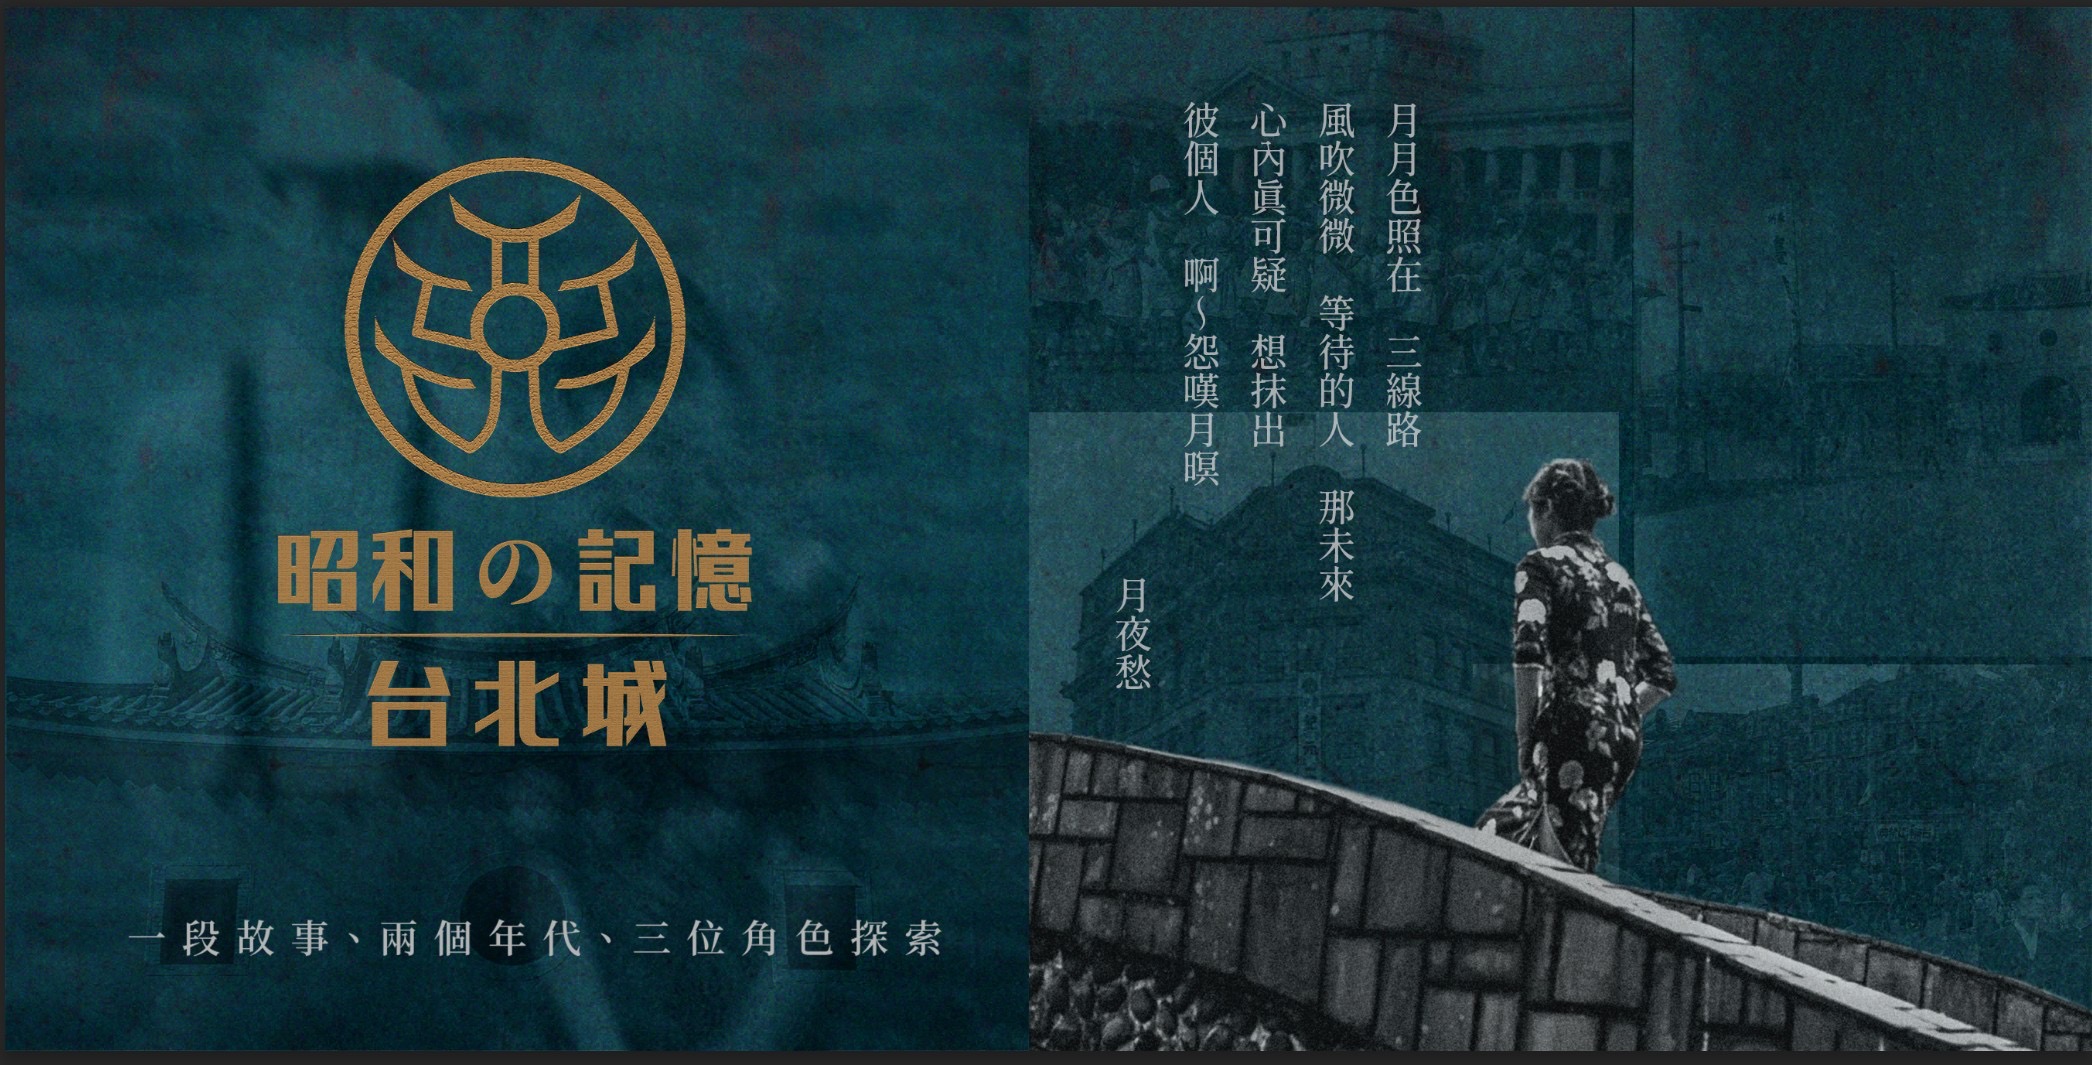 昭和の記憶
台北城
一段故事、兩個年代、三位角色探索
月月色照在　三線路
風吹微微　等待的人　那未來
心內眞可疑　想抹出
彼個人　啊～怨嘆月暝
月夜愁